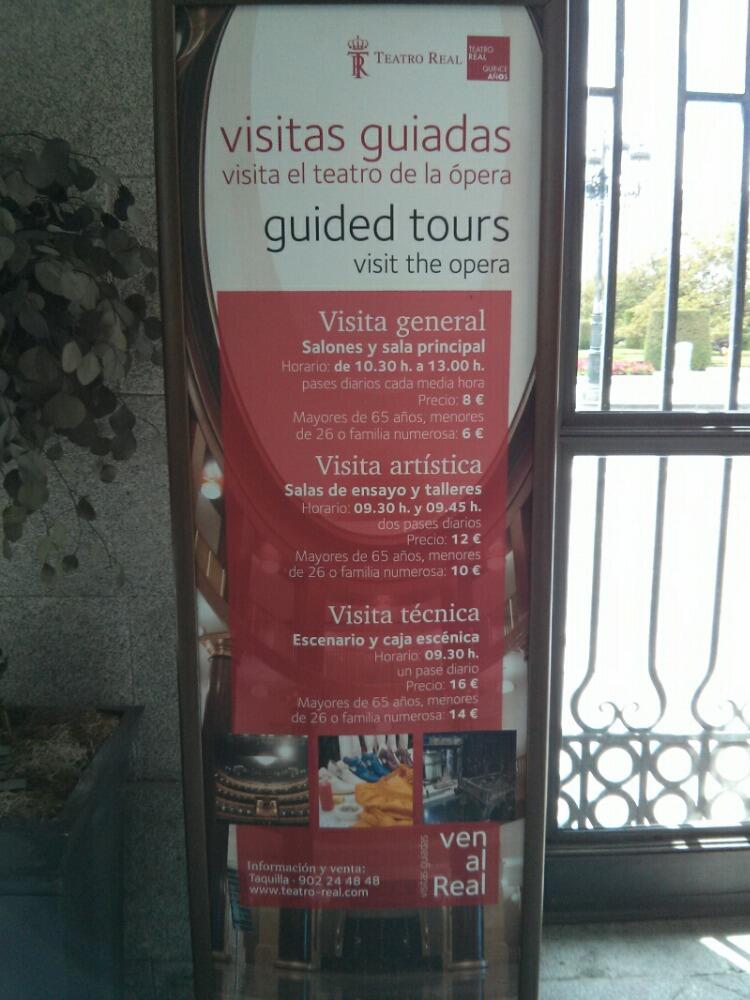 TEATRO REAL
TEATRO
REAL
QUINCE
AÑOS
visitas guiadas
visita el teatro de la ópera
guided tours
visit the opera
Visita general
Salones y sala principal
Horario: de 10.30 h. a 13.00 h.
pases diarios cada media hora
Precio: 8 €
Mayores de 65 años, menores
de 26 o familia numerosa: 6 €
Visita artística
Salas de ensayo y talleres
Horario: 09.30 h. y 09.45 h.
dos pases diarios
Precio: 12 €
Mayores de 65 años, menores
de 26 o familia numerosa: 10 €
Visita técnica
Escenario y caja escénica
Horario: 09.30 h.
un pase diario
Precio: 16 €
Mayores de 65 años, menores
de 26 o familia numerosa: 14 €
Información y venta:
Taquilla · 902 24 48 48
www.teatro-real.com
visitas guiadas
ven
al
Real